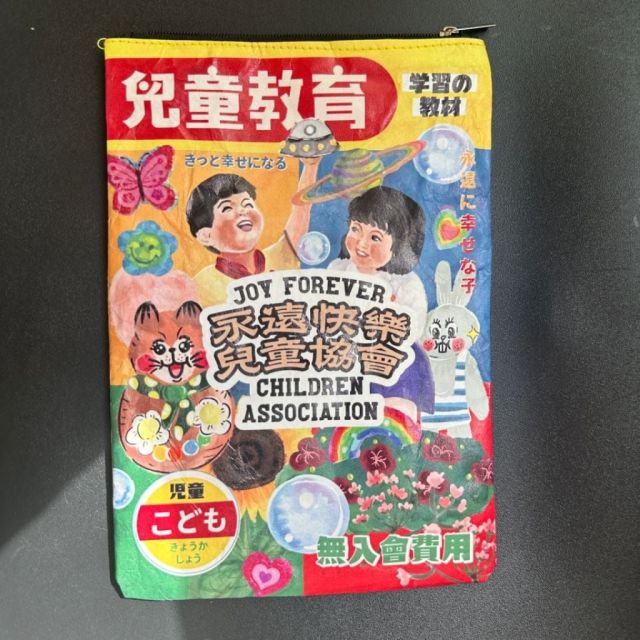 兒童教育
学習の
教材
きっと幸せになる
永遠に幸せな子
JOY FOREVER
永遠快樂
兒童協會
CHILDREN
ASSOCIATION
児童
こども
きょうか
しょう
無入會費用